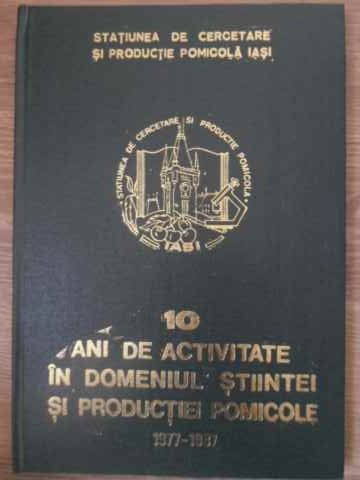 STAȚIUNEA DE CERCETARE
ȘI PRODUCȚIE POMICOLĂ IAȘI
STAȚIUNEA DE CERCETARE ȘI PRODUCȚIE POMICOLĂ
IAȘI
10
ANI DE ACTIVITATE
ÎN DOMENIUL ȘTIINȚEI
ȘI PRODUCȚIEI POMICOLE
1977-1987